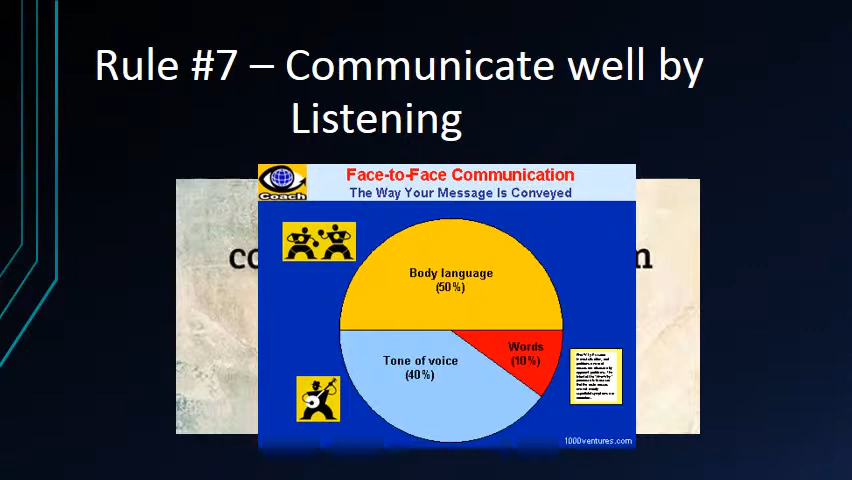 Rule #7 – Communicate well by
Listening
Face-to-Face Communication
The Way Your Message Is Conveyed
Coach
Body language
(50%)
Words
(10%)
Tone of voice
(40%)
1000ventures.com